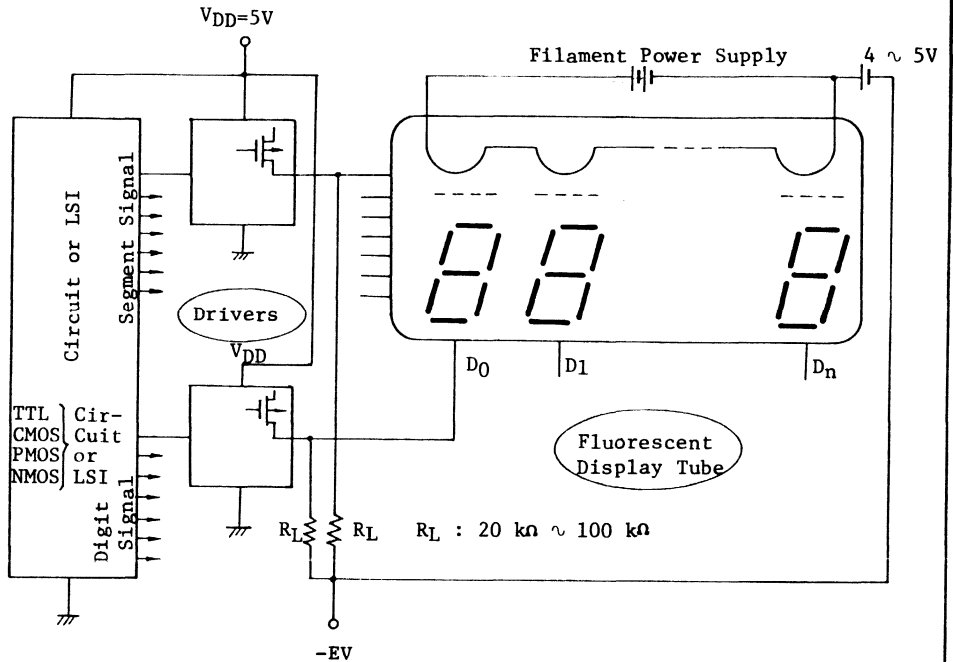 VDD=5V
Filament Power Supply
4 ~ 5V
Circuit or LSI
Segment Signal
Drivers
VDD
D0
D1
Dn
TTL
CMOS
PMOS
NMOS
Cir-
Cuit
or
LSI
Digit
Signal
Fluorescent
Display Tube
RL
RL
RL : 20 kΩ ~ 100 kΩ
-EV